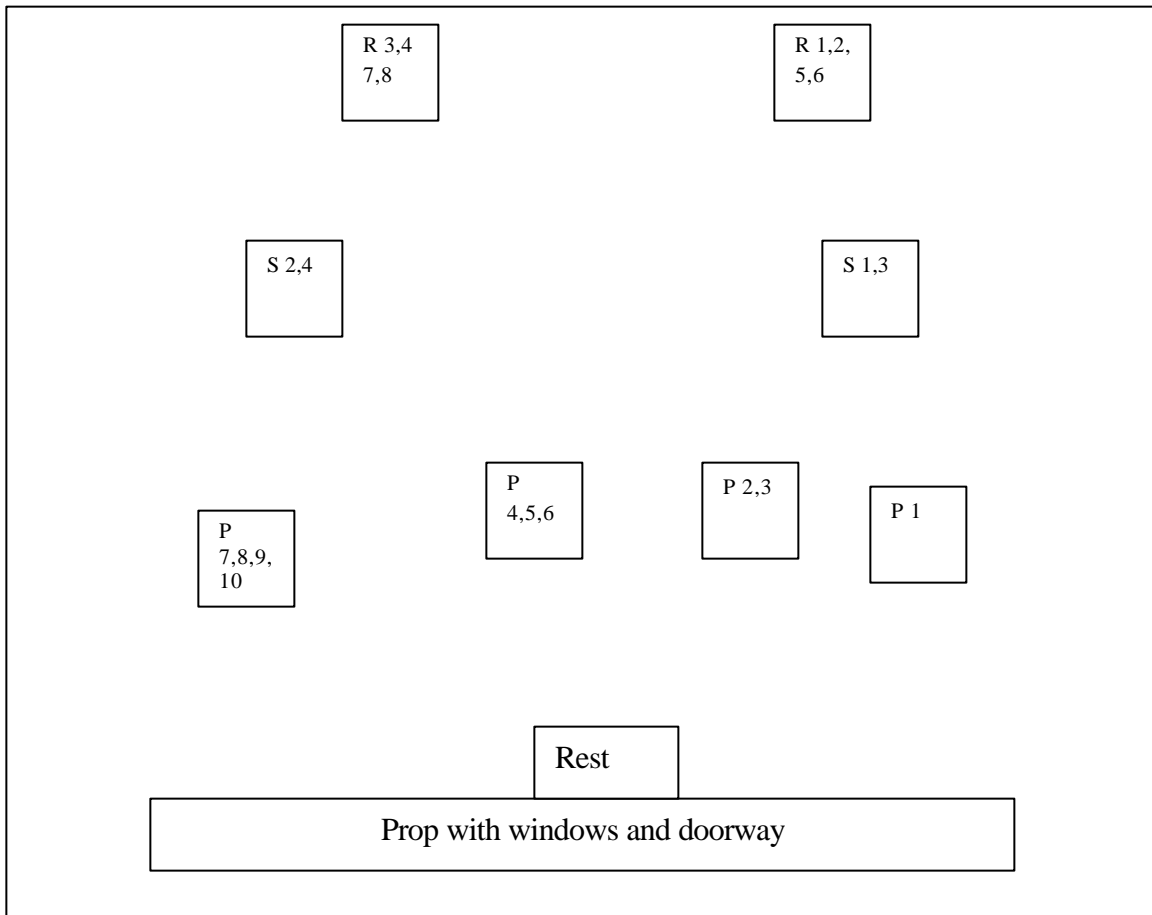 R 3,4
7,8
R 1,2,
5,6
S 2,4
S 1,3
P
4,5,6
P 2,3
P 1
P
7,8,9,
10
Rest
Prop with windows and doorway